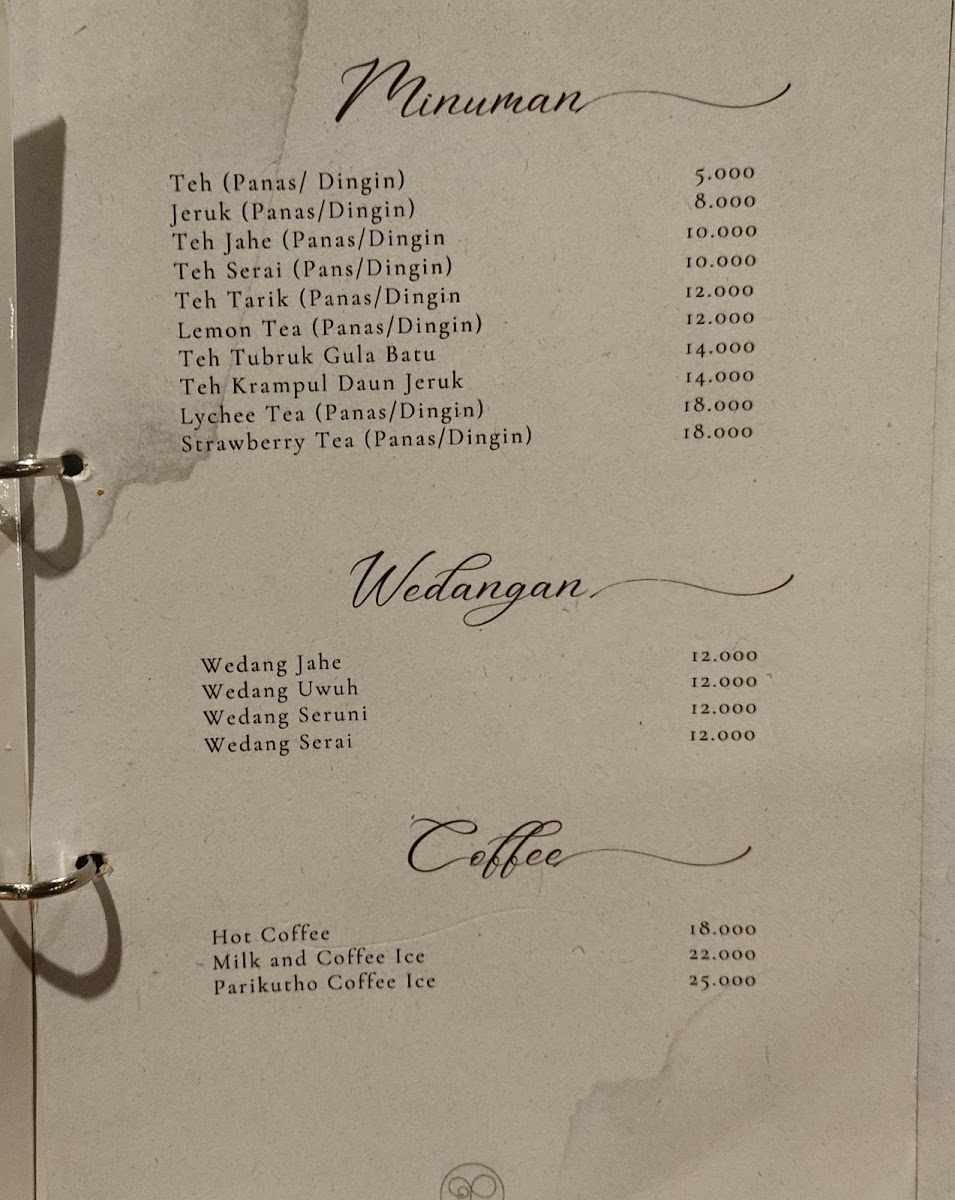 Minuman
Teh (Panas/ Dingin) 5.000
Jeruk (Panas/Dingin) 8.000
Teh Jahe (Panas/Dingin 10.000
Teh Serai (Pans/Dingin) 10.000
Teh Tarik (Panas/Dingin 12.000
Lemon Tea (Panas/Dingin) 12.000
Teh Tubruk Gula Batu 14.000
Teh Krampul Daun Jeruk 14.000
Lychee Tea (Panas/Dingin) 18.000
Strawberry Tea (Panas/Dingin) 18.000
Wedangan
Wedang Jahe 12.000
Wedang Uwuh 12.000
Wedang Seruni 12.000
Wedang Serai 12.000
Coffee
Hot Coffee 18.000
Milk and Coffee Ice 22.000
Parikutho Coffee Ice 25.000